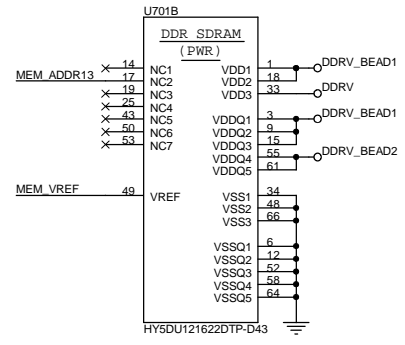 U701B
DDR SDRAM
(PWR)
14 NC1 VDD1 1 DDRV_BEAD1
MEM_ADDR13 17 NC2 VDD2 18
19 NC3 VDD3 33 DDRV
25 NC4
43 NC5 VDDQ1 3 DDRV_BEAD1
50 NC6 VDDQ2 9
53 NC7 VDDQ3 15
VDDQ4 55 DDRV_BEAD2
VDDQ5 61
MEM_VREF 49 VREF VSS1 34
VSS2 48
VSS3 66
VSSQ1 6
VSSQ2 12
VSSQ3 52
VSSQ4 58
VSSQ5 64
HY5DU121622DTP-D43